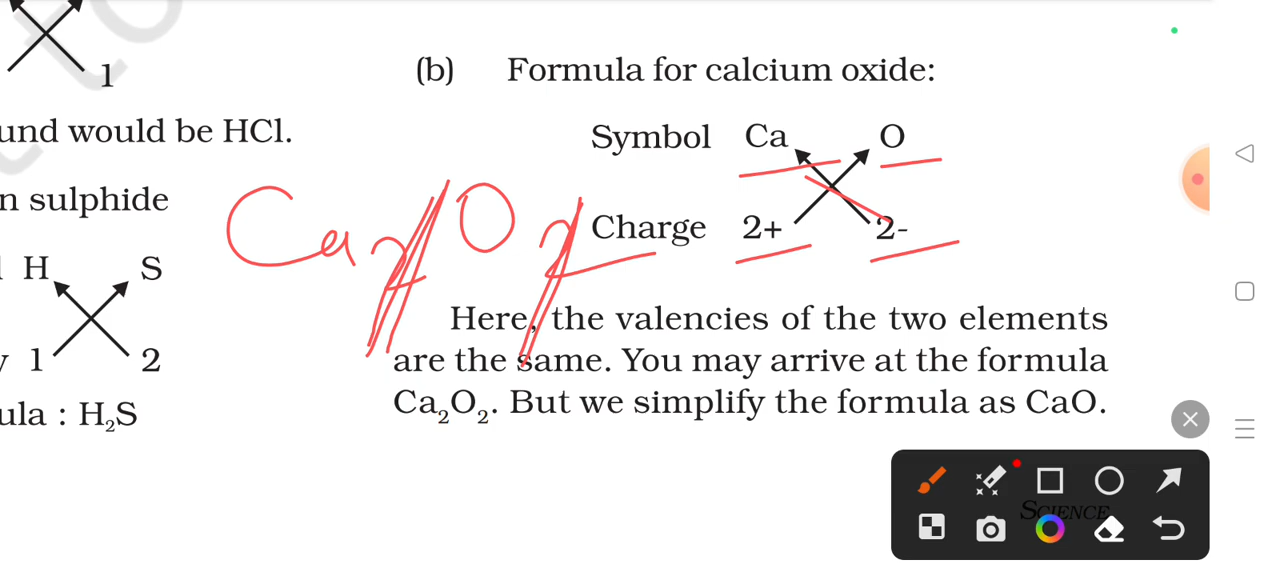 1
und would be HCl.
n sulphide
H S
1 2
ula : H₂S
(b) Formula for calcium oxide:
Symbol Ca O
Charge 2+ 2-
Ca₂O₂
Here, the valencies of the two elements
are the same. You may arrive at the formula
Ca₂O₂. But we simplify the formula as CaO.
SCIENCE